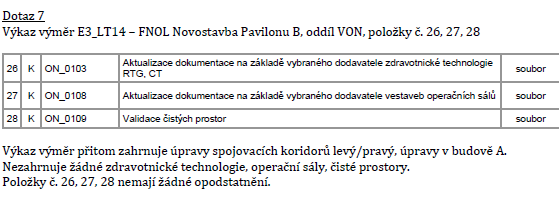 Dotaz 7
Výkaz výměr E3_LT14 – FNOL Novostavba Pavilonu B, oddíl VON, položky č. 26, 27, 28
26 K ON_0103 Aktualizace dokumentace na základě vybraného dodavatele zdravotnické technologie RTG, CT soubor
27 K ON_0108 Aktualizace dokumentace na základě vybraného dodavatele vestaveb operačních sálů soubor
28 K ON_0109 Validace čistých prostor soubor
Výkaz výměr přitom zahrnuje úpravy spojovacích koridorů levý/pravý, úpravy v budově A.
Nezahrnuje žádné zdravotnické technologie, operační sály, čisté prostory.
Položky č. 26, 27, 28 nemají žádné opodstatnění.